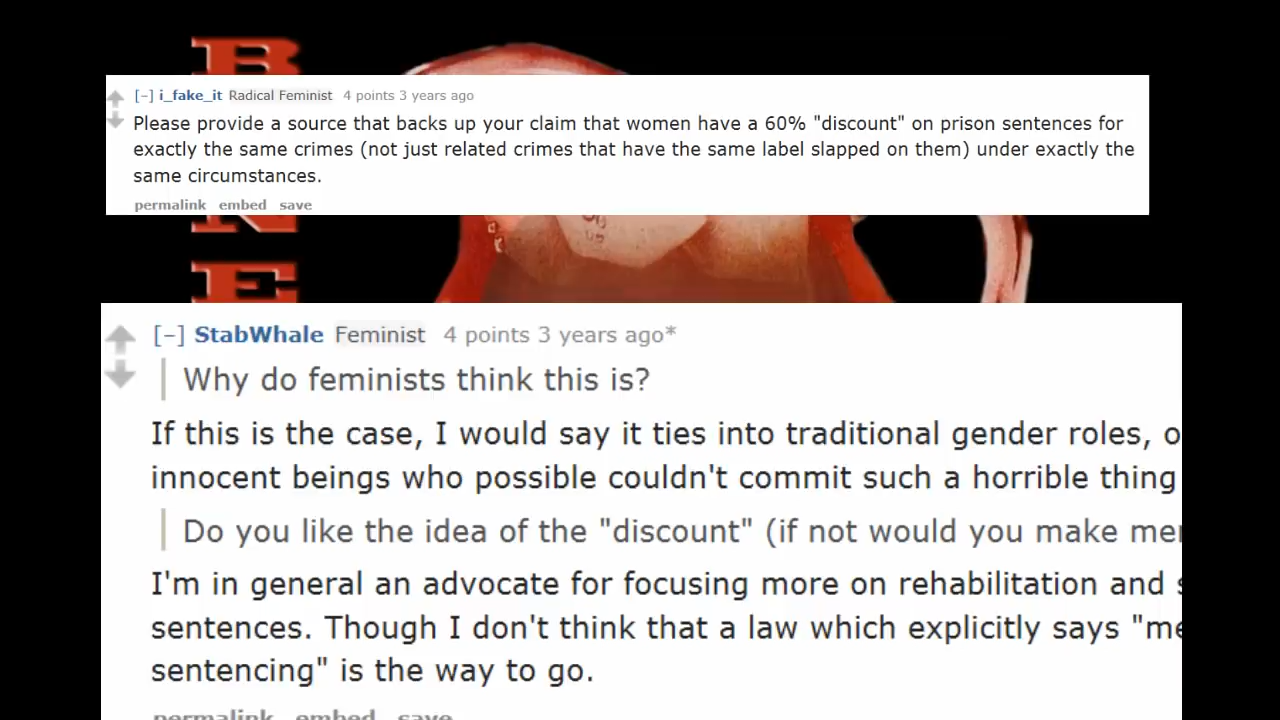 B
[–] i_fake_it Radical Feminist 4 points 3 years ago
Please provide a source that backs up your claim that women have a 60% "discount" on prison sentences for
exactly the same crimes (not just related crimes that have the same label slapped on them) under exactly the
same circumstances.
permalink embed save
N
E
[–] StabWhale Feminist 4 points 3 years ago*
Why do feminists think this is?
If this is the case, I would say it ties into traditional gender roles, o
innocent beings who possible couldn't commit such a horrible thing
Do you like the idea of the "discount" (if not would you make me
I'm in general an advocate for focusing more on rehabilitation and s
sentences. Though I don't think that a law which explicitly says "me
sentencing" is the way to go.
permalink embed save